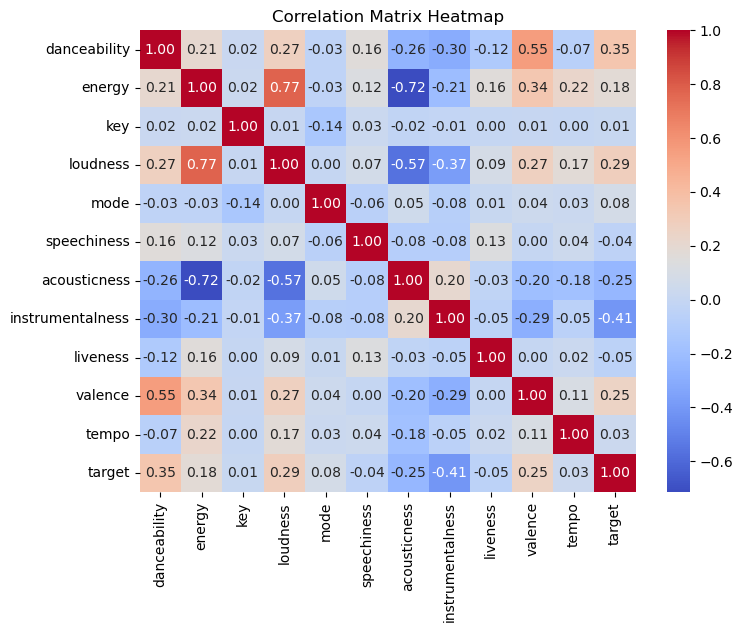 Correlation Matrix Heatmap
danceability 1.00 0.21 0.02 0.27 -0.03 0.16 -0.26 -0.30 -0.12 0.55 -0.07 0.35
energy 0.21 1.00 0.02 0.77 -0.03 0.12 -0.72 -0.21 0.16 0.34 0.22 0.18
key 0.02 0.02 1.00 0.01 -0.14 0.03 -0.02 -0.01 0.00 0.01 0.00 0.01
loudness 0.27 0.77 0.01 1.00 0.00 0.07 -0.57 -0.37 0.09 0.27 0.17 0.29
mode -0.03 -0.03 -0.14 0.00 1.00 -0.06 0.05 -0.08 0.01 0.04 0.03 0.08
speechiness 0.16 0.12 0.03 0.07 -0.06 1.00 -0.08 -0.08 0.13 0.00 0.04 -0.04
acousticness -0.26 -0.72 -0.02 -0.57 0.05 -0.08 1.00 0.20 -0.03 -0.20 -0.18 -0.25
instrumentalness -0.30 -0.21 -0.01 -0.37 -0.08 -0.08 0.20 1.00 -0.05 -0.29 -0.05 -0.41
liveness -0.12 0.16 0.00 0.09 0.01 0.13 -0.03 -0.05 1.00 0.00 0.02 -0.05
valence 0.55 0.34 0.01 0.27 0.04 0.00 -0.20 -0.29 0.00 1.00 0.11 0.25
tempo -0.07 0.22 0.00 0.17 0.03 0.04 -0.18 -0.05 0.02 0.11 1.00 0.03
target 0.35 0.18 0.01 0.29 0.08 -0.04 -0.25 -0.41 -0.05 0.25 0.03 1.00
danceability
energy
key
loudness
mode
speechiness
acousticness
instrumentalness
liveness
valence
tempo
target
1.0
0.8
0.6
0.4
0.2
0.0
−0.2
−0.4
−0.6